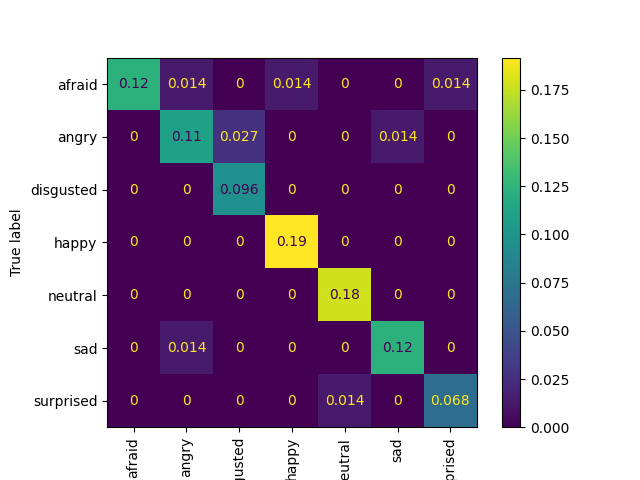 afraid 0.12 0.014 0 0.014 0 0 0.014
angry 0 0.11 0.027 0 0 0.014 0
disgusted 0 0 0.096 0 0 0 0
happy 0 0 0 0.19 0 0 0
neutral 0 0 0 0 0.18 0 0
sad 0 0.014 0 0 0 0.12 0
surprised 0 0 0 0 0.014 0 0.068
True label
afraid
angry
gusted
happy
eutral
sad
prised
0.175
0.150
0.125
0.100
0.075
0.050
0.025
0.000